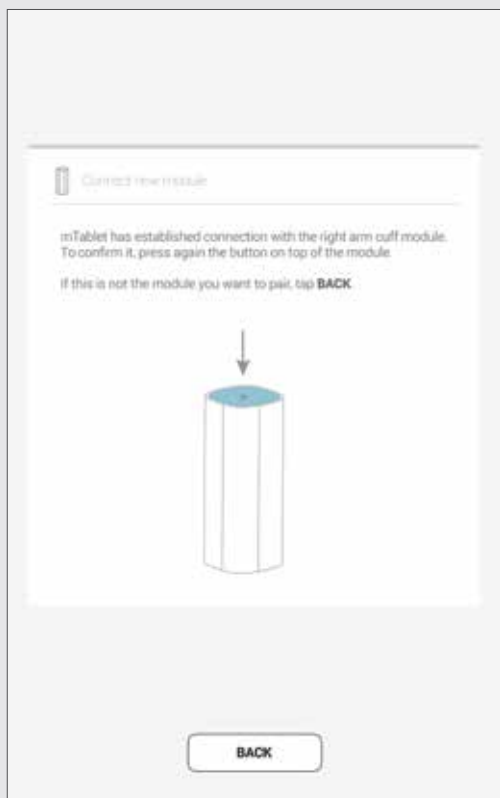 Connect new module
mTablet has established connection with the right arm cuff module.
To confirm it, press again the button on top of the module.
If this is not the module you want to pair, tap BACK.
BACK